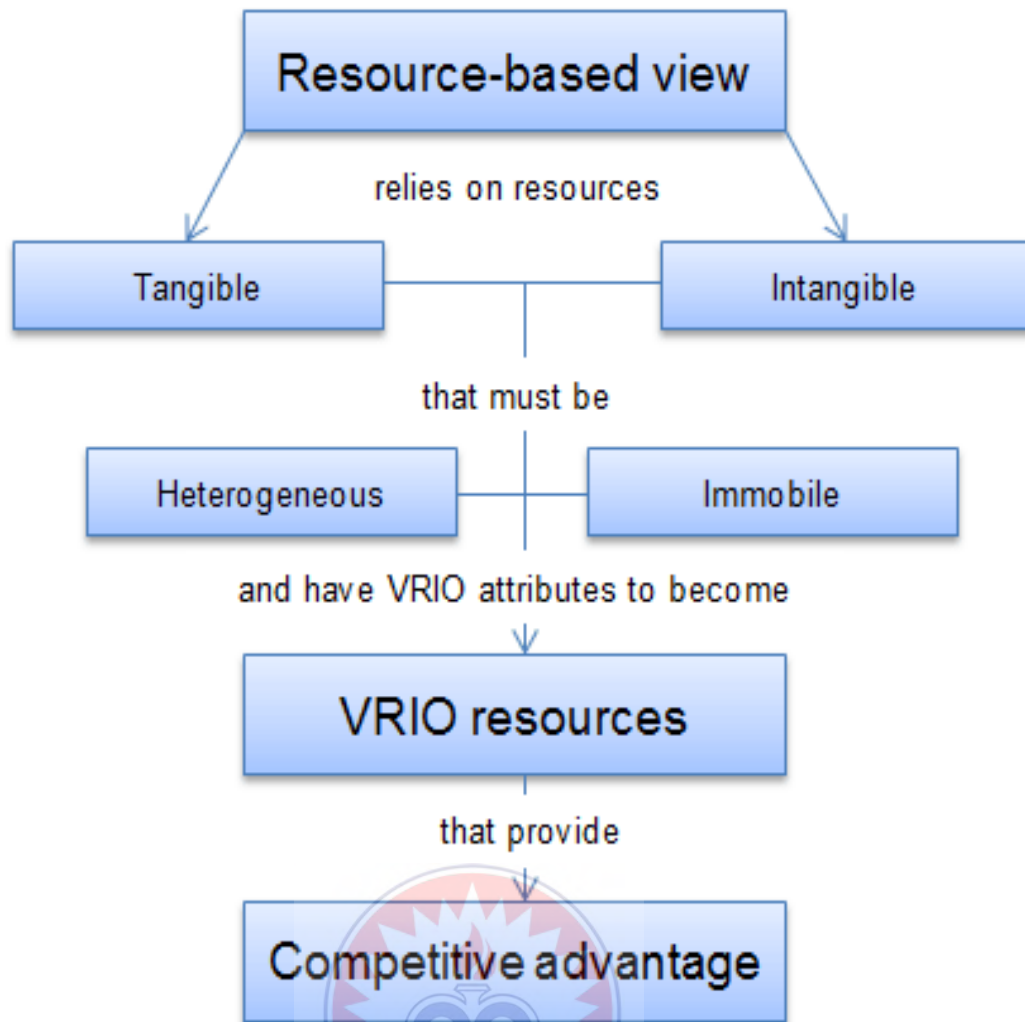 Resource-based view
relies on resources
Tangible
Intangible
that must be
Heterogeneous
Immobile
and have VRIO attributes to become
VRIO resources
that provide
Competitive advantage